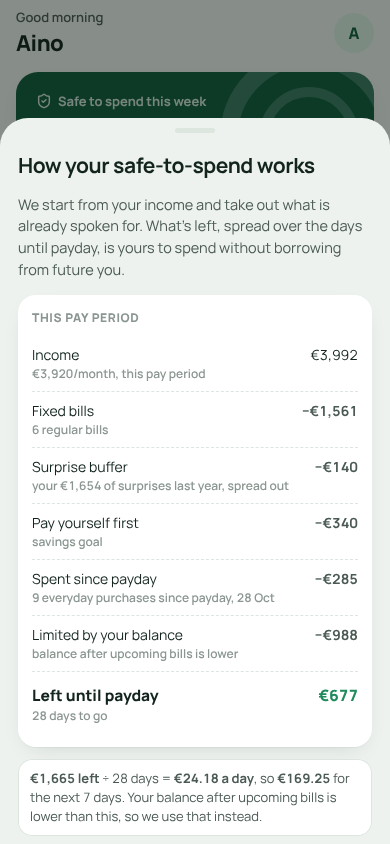 Good morning
Aino
A
Safe to spend this week
How your safe-to-spend works
We start from your income and take out what is
already spoken for. What's left, spread over the days
until payday, is yours to spend without borrowing
from future you.
THIS PAY PERIOD
Income €3,992
€3,920/month, this pay period
Fixed bills −€1,561
6 regular bills
Surprise buffer −€140
your €1,654 of surprises last year, spread out
Pay yourself first −€340
savings goal
Spent since payday −€285
9 everyday purchases since payday, 28 Oct
Limited by your balance −€988
balance after upcoming bills is lower
Left until payday €677
28 days to go
€1,665 left ÷ 28 days = €24.18 a day, so €169.25 for
the next 7 days. Your balance after upcoming bills is
lower than this, so we use that instead.